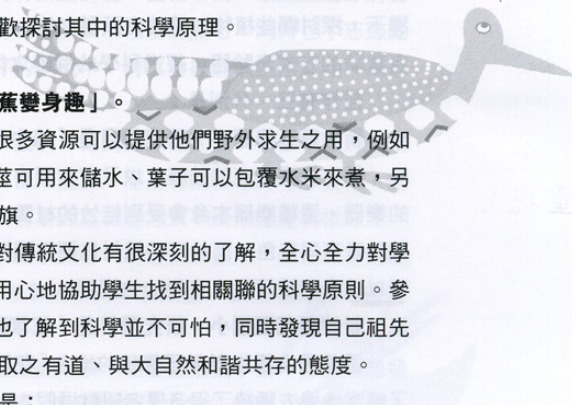 歡探討其中的科學原理。
蕉變身趣」。
很多資源可以提供他們野外求生之用，例如
莖可用來儲水、葉子可以包覆水米來煮，另
旗。
對傳統文化有很深刻的了解，全心全力對學
用心地協助學生找到相關聯的科學原則。參
也了解到科學並不可怕，同時發現自己祖先
取之有道、與大自然和諧共存的態度。
是：